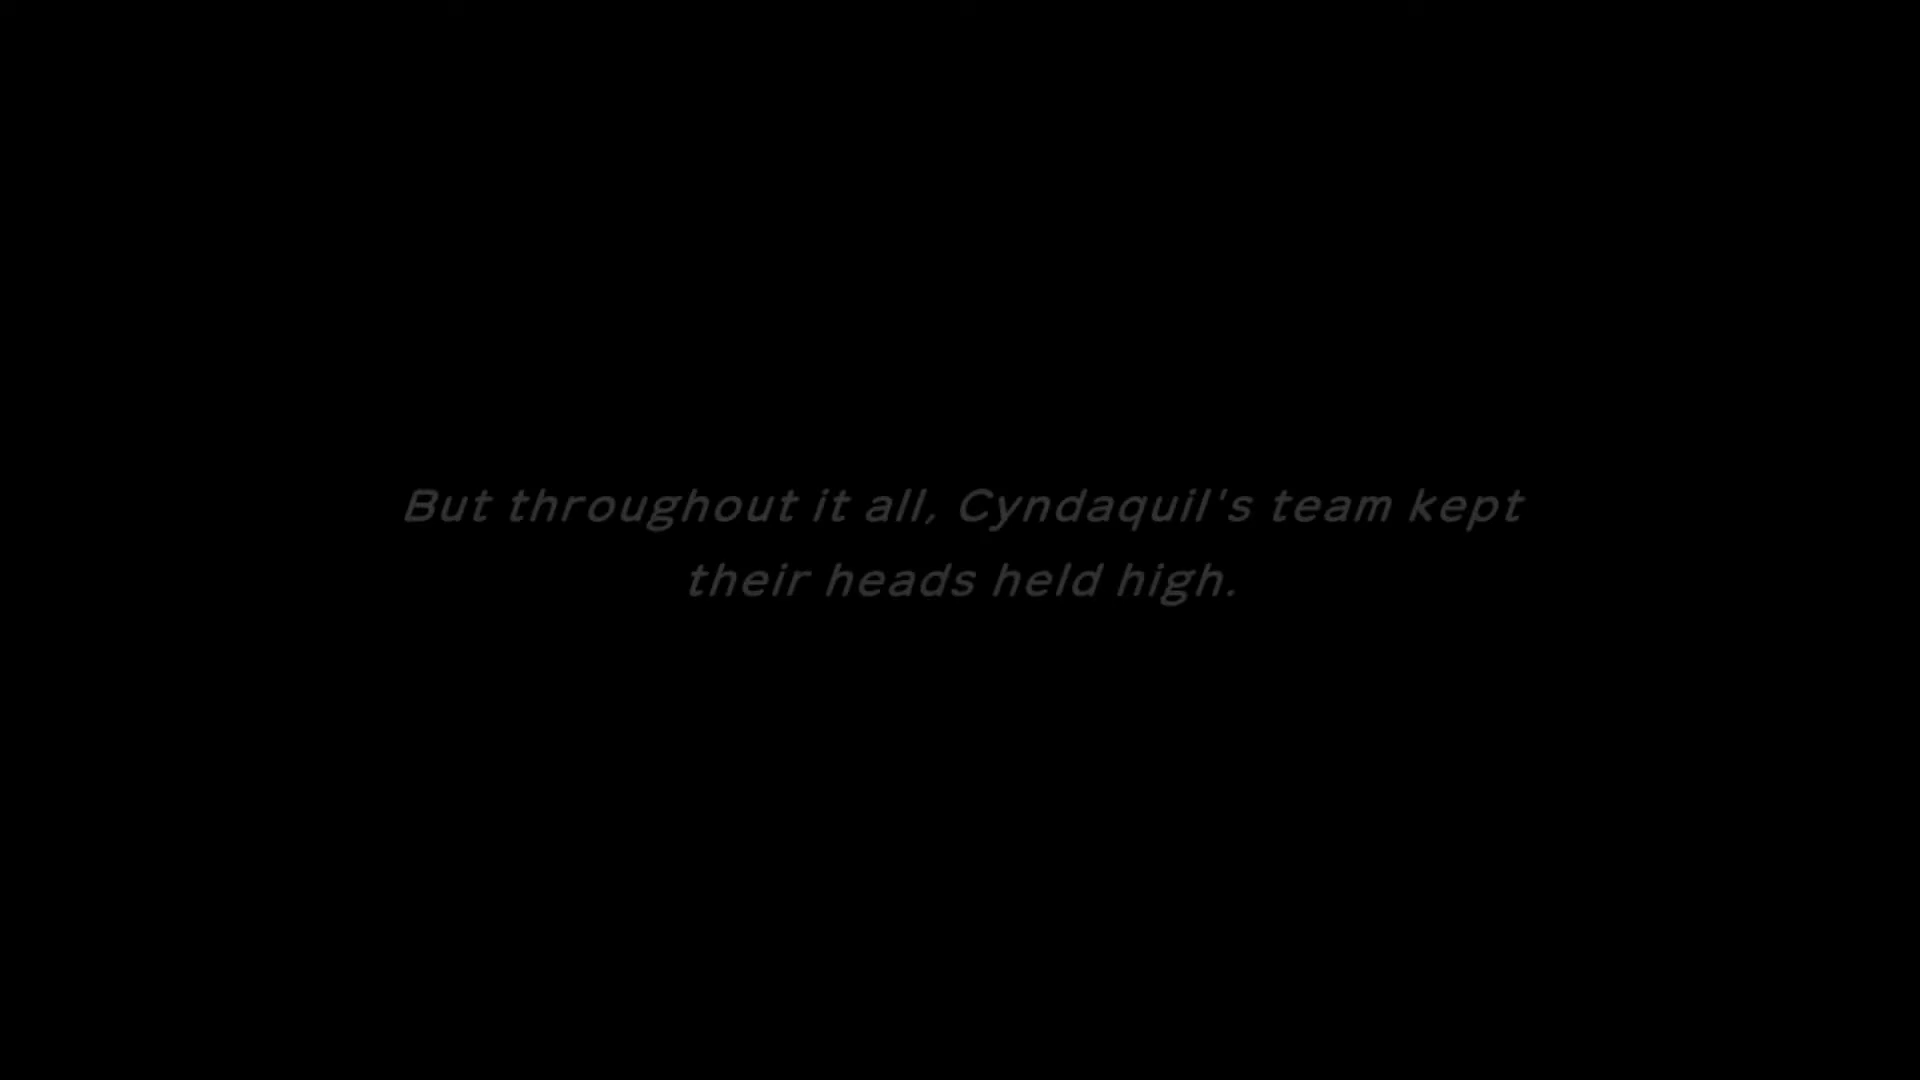 But throughout it all, Cyndaquil's team kept
their heads held high.